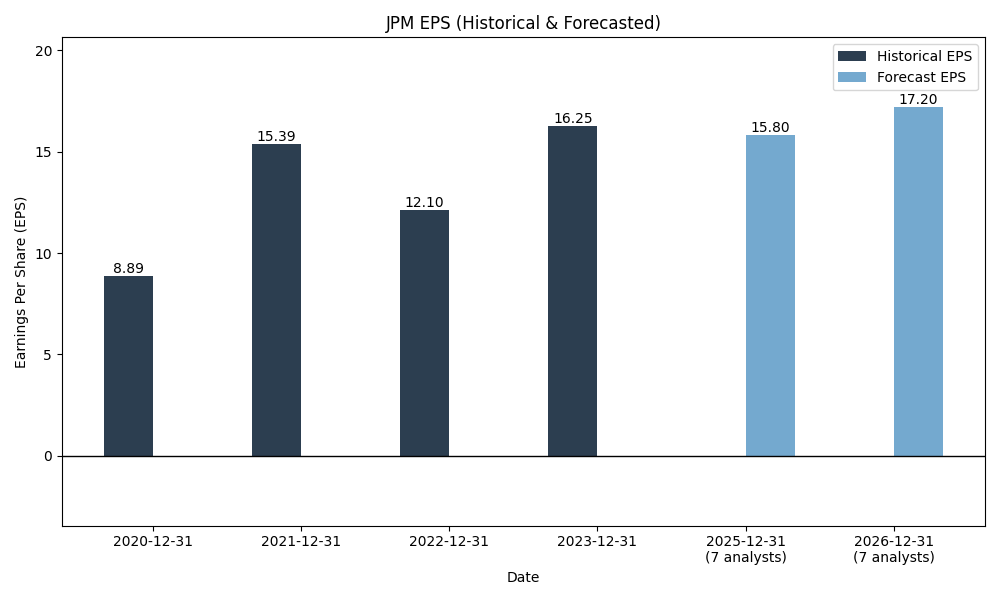 JPM EPS (Historical & Forecasted)
20
Historical EPS
Forecast EPS
17.20
16.25
15.80
15.39
15
12.10
10
8.89
5
0
Earnings Per Share (EPS)
2020-12-31
2021-12-31
2022-12-31
2023-12-31
2025-12-31
(7 analysts)
2026-12-31
(7 analysts)
Date